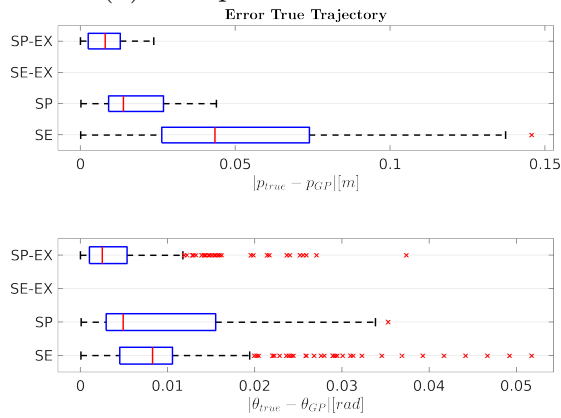 Error True Trajectory
SP-EX
SE-EX
SP
SE
0 0.05 0.1 0.15
|p_true − p_GP|[m]
SP-EX
SE-EX
SP
SE
0 0.01 0.02 0.03 0.04 0.05
|θ_true − θ_GP|[rad]